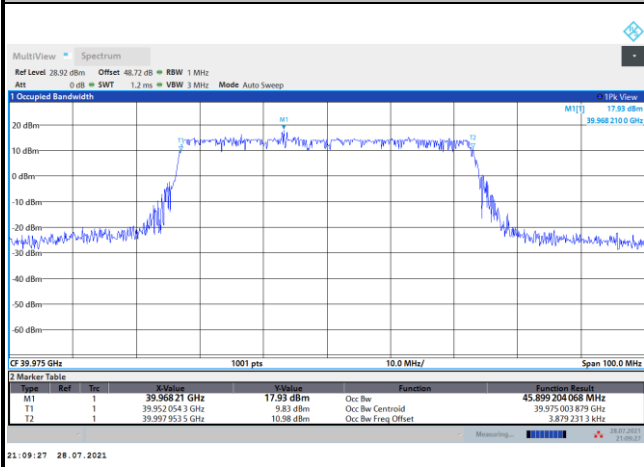 MultiView Spectrum
Ref Level 28.92 dBm Offset 48.72 dB RBW 1 MHz
Att 0 dB SWT 1.2 ms VBW 3 MHz Mode Auto Sweep
1 Occupied Bandwidth 1Pk View
M1[1] 17.93 dBm
39.968 210 0 GHz
M1
20 dBm
T1 T2
10 dBm
0 dBm
-10 dBm
-20 dBm
-30 dBm
-40 dBm
-50 dBm
-60 dBm
CF 39.975 GHz 1001 pts 10.0 MHz/ Span 100.0 MHz
2 Marker Table
Type Ref Trc X-Value Y-Value Function Function Result
M1 1 39.968 21 GHz 17.93 dBm Occ Bw 45.899 204 068 MHz
T1 1 39.952 054 3 GHz 9.83 dBm Occ Bw Centroid 39.975 003 879 GHz
T2 1 39.997 953 5 GHz 10.98 dBm Occ Bw Freq Offset 3.879 231 3 kHz
Measuring... 28.07.2021
21:09:27
21:09:27 28.07.2021